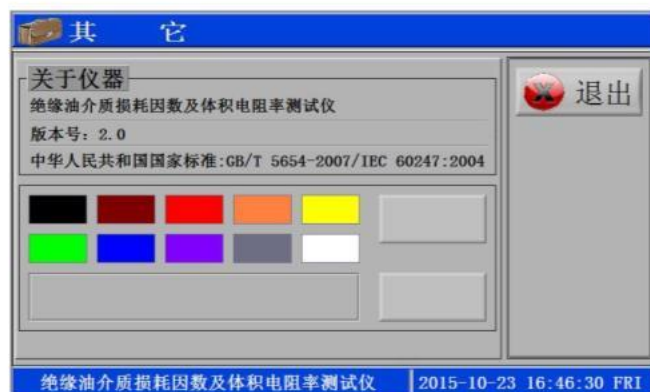 其 它
关于仪器
绝缘油介质损耗因数及体积电阻率测试仪
版本号: 2.0
中华人民共和国国家标准:GB/T 5654-2007/IEC 60247:2004
退出
绝缘油介质损耗因数及体积电阻率测试仪
2015-10-23 16:46:30 FRI